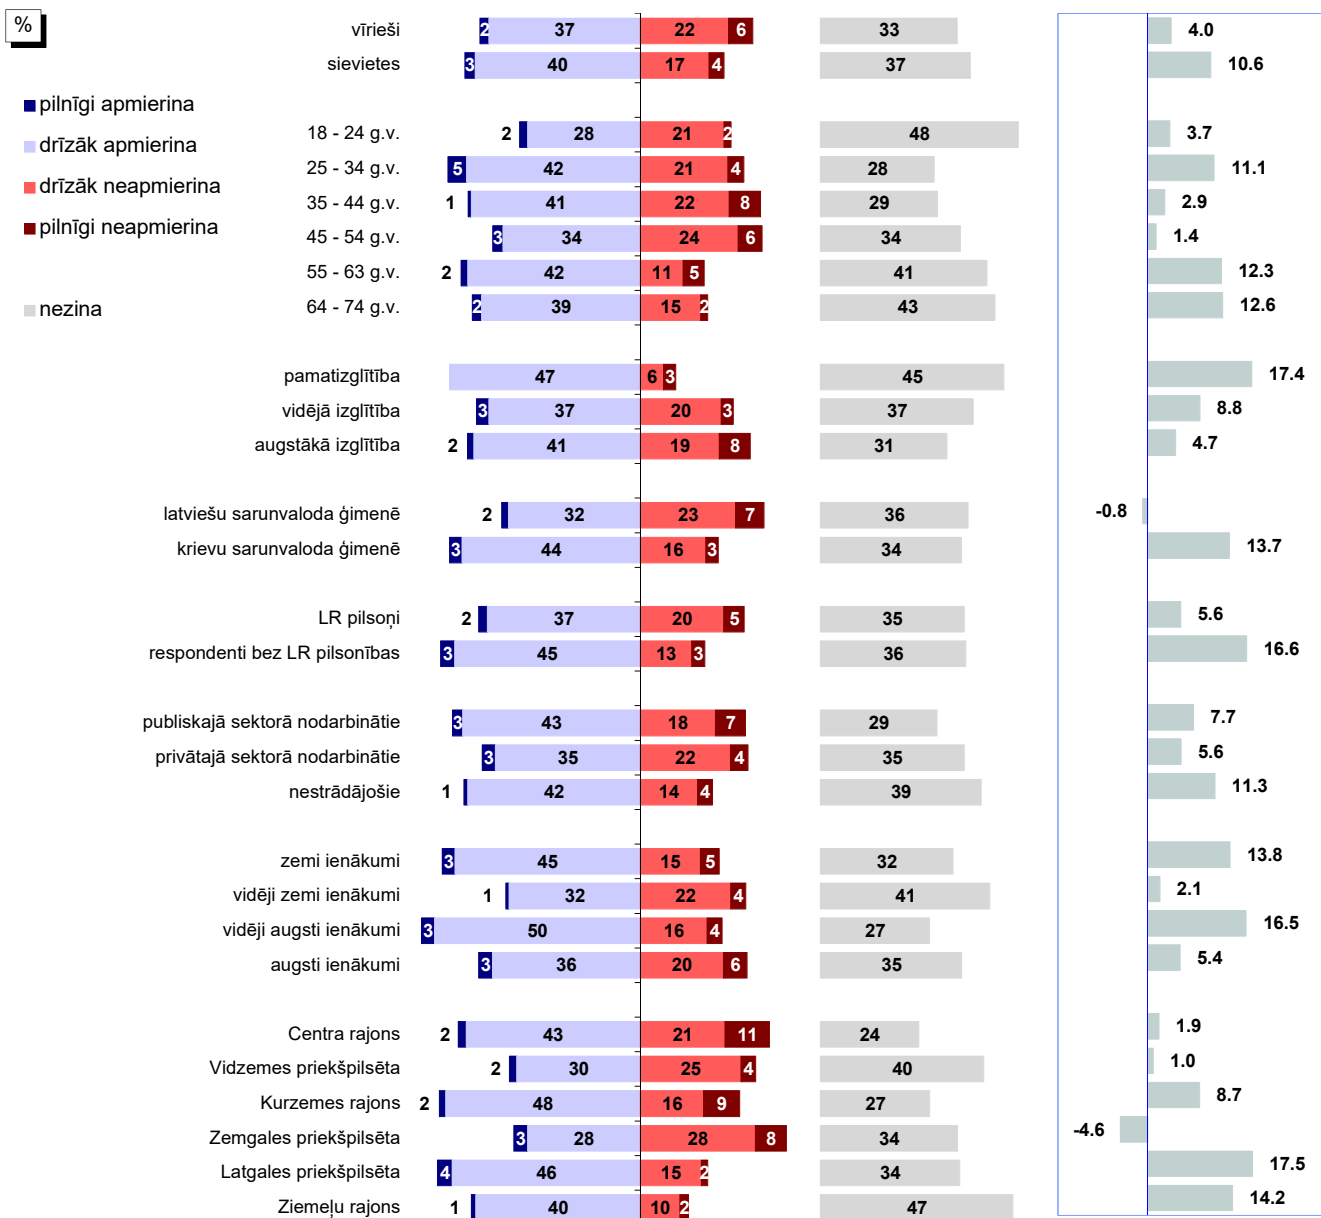 %
pilnīgi apmierina
drīzāk apmierina
drīzāk neapmierina
pilnīgi neapmierina
nezina
vīrieši 2 37 22 6 33 4.0
sievietes 3 40 17 4 37 10.6
18 - 24 g.v. 2 28 21 2 48 3.7
25 - 34 g.v. 5 42 21 4 28 11.1
35 - 44 g.v. 1 41 22 8 29 2.9
45 - 54 g.v. 3 34 24 6 34 1.4
55 - 63 g.v. 2 42 11 5 41 12.3
64 - 74 g.v. 2 39 15 2 43 12.6
pamatizglītība 47 6 3 45 17.4
vidējā izglītība 3 37 20 3 37 8.8
augstākā izglītība 2 41 19 8 31 4.7
latviešu sarunvaloda ģimenē 2 32 23 7 36 -0.8
krievu sarunvaloda ģimenē 3 44 16 3 34 13.7
LR pilsoņi 2 37 20 5 35 5.6
respondenti bez LR pilsonības 3 45 13 3 36 16.6
publiskajā sektorā nodarbinātie 3 43 18 7 29 7.7
privātajā sektorā nodarbinātie 3 35 22 4 35 5.6
nestrādājošie 1 42 14 4 39 11.3
zemi ienākumi 3 45 15 5 32 13.8
vidēji zemi ienākumi 1 32 22 4 41 2.1
vidēji augsti ienākumi 3 50 16 4 27 16.5
augsti ienākumi 3 36 20 6 35 5.4
Centra rajons 2 43 21 11 24 1.9
Vidzemes priekšpilsēta 2 30 25 4 40 1.0
Kurzemes rajons 2 48 16 9 27 8.7
Zemgales priekšpilsēta 3 28 28 8 34 -4.6
Latgales priekšpilsēta 4 46 15 2 34 17.5
Ziemeļu rajons 1 40 10 2 47 14.2